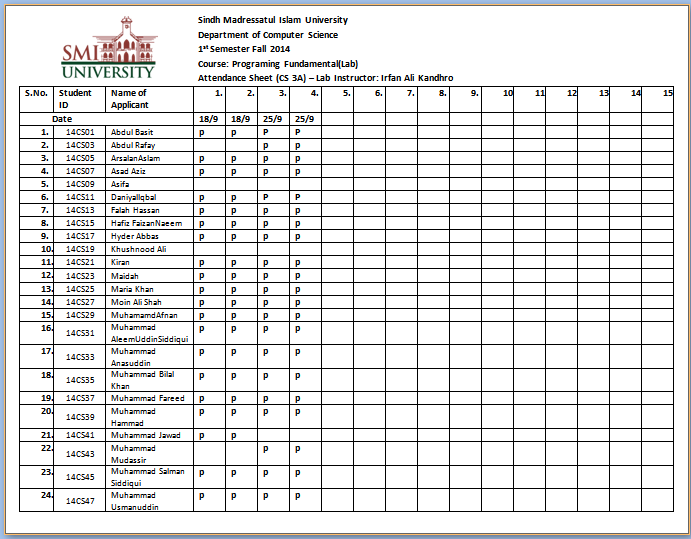 SMI
UNIVERSITY
Sindh Madressatul Islam University
Department of Computer Science
1st Semester Fall 2014
Course: Programing Fundamental(Lab)
Attendance Sheet (CS 3A) – Lab Instructor: Irfan Ali Kandhro
S.No. Student ID Name of Applicant 1. 2. 3. 4. 5. 6. 7. 8. 9. 10 11 12 13 14 15
Date 18/9 18/9 25/9 25/9
1. 14CS01 Abdul Basit p p P P
2. 14CS03 Abdul Rafay p p
3. 14CS05 ArsalanAslam p p p p
4. 14CS07 Asad Aziz p p p p
5. 14CS09 Asifa
6. 14CS11 DaniyalIqbal p p P P
7. 14CS13 Falah Hassan p p p p
8. 14CS15 Hafiz FaizanNaeem p p p p
9. 14CS17 Hyder Abbas p p p p
10. 14CS19 Khushnood Ali
11. 14CS21 Kiran p p p p
12. 14CS23 Maidah p p p p
13. 14CS25 Maria Khan p p p p
14. 14CS27 Moin Ali Shah p p p p
15. 14CS29 MuhamamdAfnan p p p p
16. 14CS31 Muhammad AleemUddinSiddiqui p p p p
17. 14CS33 Muhammad Anasuddin p p p p
18. 14CS35 Muhammad Bilal Khan p p p p
19. 14CS37 Muhammad Fareed p p p p
20. 14CS39 Muhammad Hammad p p p p
21. 14CS41 Muhammad Jawad p p
22. 14CS43 Muhammad Mudassir p p
23. 14CS45 Muhammad Salman Siddiqui p p p p
24. 14CS47 Muhammad Usmanuddin p p p p